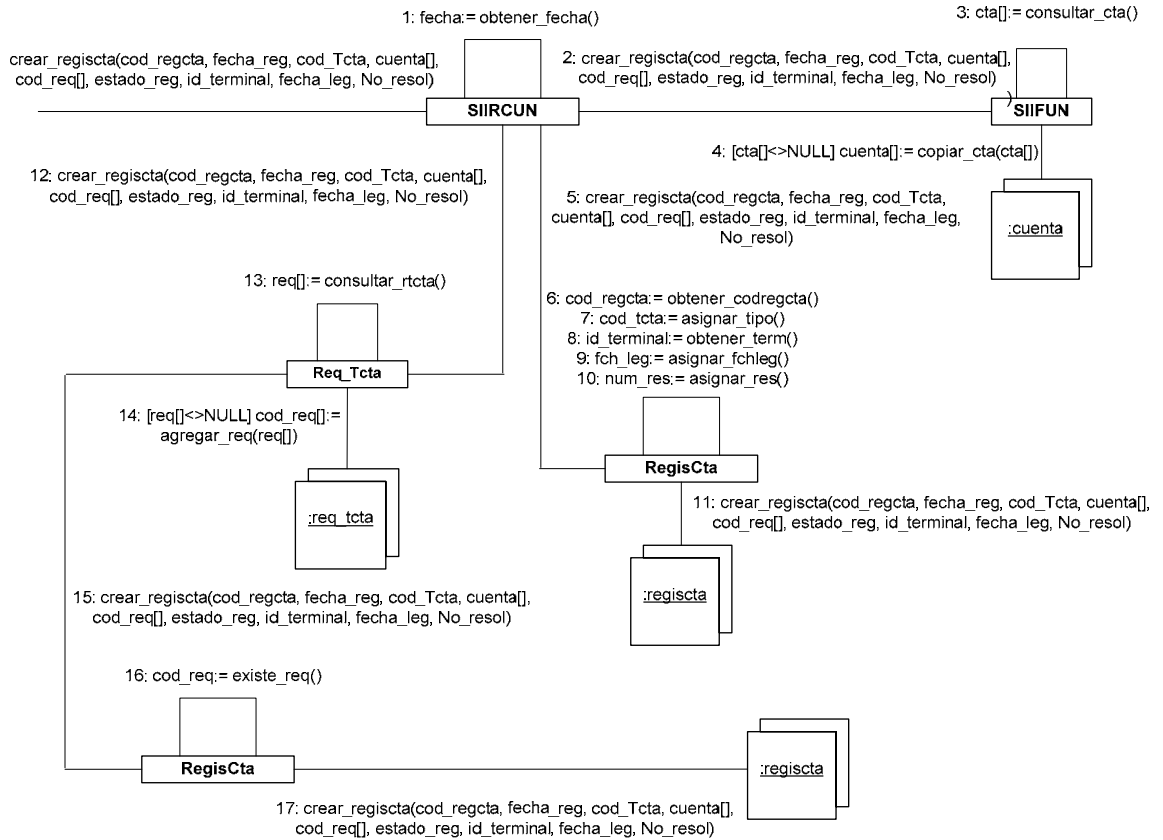 1: fecha:= obtener_fecha()
3: cta[]:= consultar_cta()
crear_regiscta(cod_regcta, fecha_reg, cod_Tcta, cuenta[],
cod_req[], estado_reg, id_terminal, fecha_leg, No_resol)
2: crear_regiscta(cod_regcta, fecha_reg, cod_Tcta, cuenta[],
cod_req[], estado_reg, id_terminal, fecha_leg, No_resol)
)
SIIRCUN
SIIFUN
4: [cta[]<>NULL] cuenta[]:= copiar_cta(cta[])
12: crear_regiscta(cod_regcta, fecha_reg, cod_Tcta, cuenta[],
cod_req[], estado_reg, id_terminal, fecha_leg, No_resol)
5: crear_regiscta(cod_regcta, fecha_reg, cod_Tcta,
cuenta[], cod_req[], estado_reg, id_terminal, fecha_leg,
No_resol)
:cuenta
13: req[]:= consultar_rtcta()
6: cod_regcta:= obtener_codregcta()
7: cod_tcta:= asignar_tipo()
8: id_terminal:= obtener_term()
9: fch_leg:= asignar_fchleg()
10: num_res:= asignar_res()
Req_Tcta
14: [req[]<>NULL] cod_req[]:=
agregar_req(req[])
RegisCta
11: crear_regiscta(cod_regcta, fecha_reg, cod_Tcta, cuenta[],
cod_req[], estado_reg, id_terminal, fecha_leg, No_resol)
:req_tcta
:regiscta
15: crear_regiscta(cod_regcta, fecha_reg, cod_Tcta, cuenta[],
cod_req[], estado_reg, id_terminal, fecha_leg, No_resol)
16: cod_req:= existe_req()
RegisCta
:regiscta
17: crear_regiscta(cod_regcta, fecha_reg, cod_Tcta, cuenta[],
cod_req[], estado_reg, id_terminal, fecha_leg, No_resol)